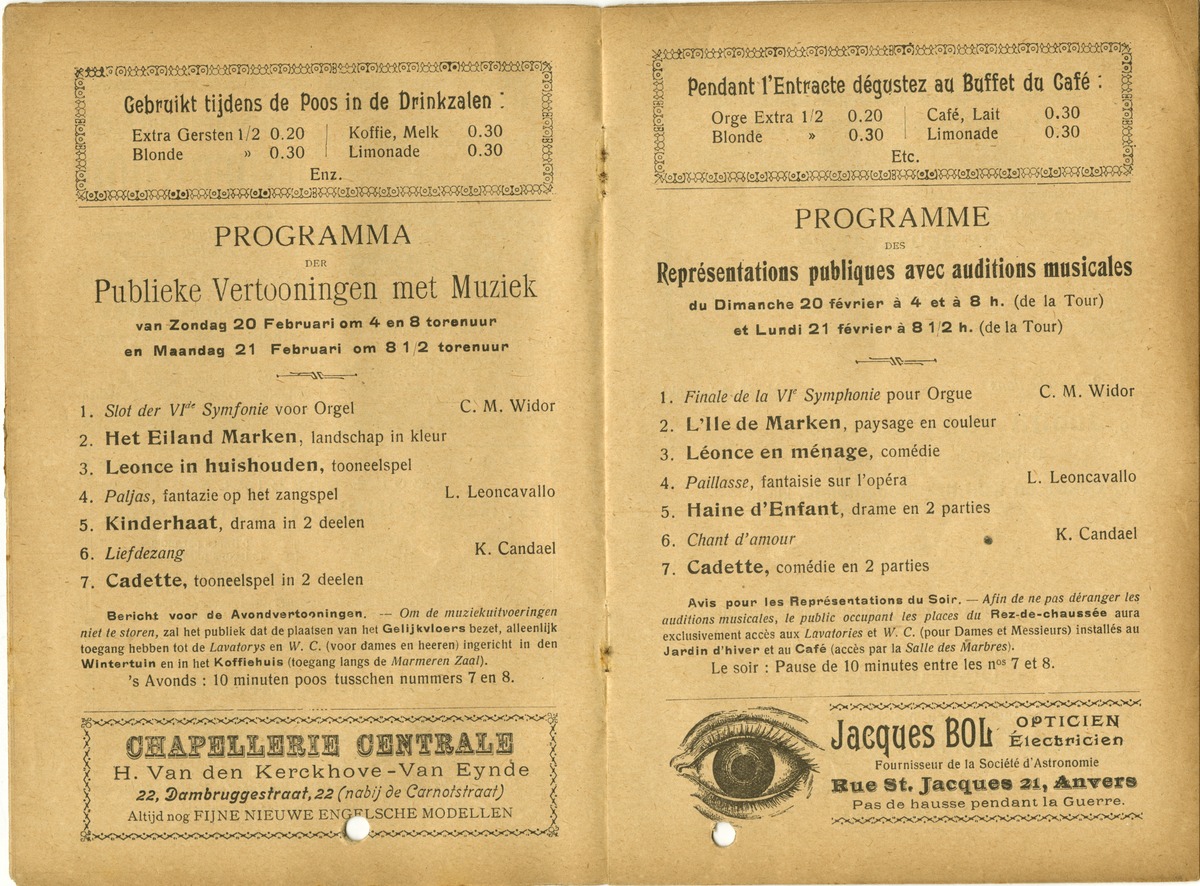 Gebruikt tijdens de Poos in de Drinkzalen :
Extra Gersten 1/2 0.20
Blonde » 0.30
Koffie, Melk 0.30
Limonade 0.30
Enz.
PROGRAMMA
DER
Publieke Vertooningen met Muziek
van Zondag 20 Februari om 4 en 8 torenuur
en Maandag 21 Februari om 8 1/2 torenuur
1. Slot der VIde Symfonie voor Orgel C. M. Widor
2. Het Eiland Marken, landschap in kleur
3. Leonce in huishouden, tooneelspel
4. Paljas, fantazie op het zangspel L. Leoncavallo
5. Kinderhaat, drama in 2 deelen
6. Liefdezang K. Candael
7. Cadette, tooneelspel in 2 deelen
Bericht voor de Avondvertooningen. — Om de muziekuitvoeringen
niet te storen, zal het publiek dat de plaatsen van het Gelijkvloers bezet, alleenlijk
toegang hebben tot de Lavatorys en W. C. (voor dames en heeren) ingericht in den
Wintertuin en in het Koffiehuis (toegang langs de Marmeren Zaal).
's Avonds : 10 minuten poos tusschen nummers 7 en 8.
CHAPELLERIE CENTRALE
H. Van den Kerckhove-Van Eynde
22, Dambruggestraat, 22 (nabij de Carnotstraat)
Altijd nog FIJNE NIEUWE ENGELSCHE MODELLEN
Pendant l'Entracte dégustez au Buffet du Café :
Orge Extra 1/2 0.20
Blonde » 0.30
Café, Lait 0.30
Limonade 0.30
Etc.
PROGRAMME
DES
Représentations publiques avec auditions musicales
du Dimanche 20 février à 4 et à 8 h. (de la Tour)
et Lundi 21 février à 8 1/2 h. (de la Tour)
1. Finale de la VIe Symphonie pour Orgue C. M. Widor
2. L'Ile de Marken, paysage en couleur
3. Léonce en ménage, comédie
4. Paillasse, fantaisie sur l'opéra L. Leoncavallo
5. Haine d'Enfant, drame en 2 parties
6. Chant d'amour K. Candael
7. Cadette, comédie en 2 parties
Avis pour les Représentations du Soir. — Afin de ne pas déranger les
auditions musicales, le public occupant les places du Rez-de-chaussée aura
exclusivement accès aux Lavatories et W. C. (pour Dames et Messieurs) installés au
Jardin d'hiver et au Café (accès par la Salle des Marbres).
Le soir : Pause de 10 minutes entre les nos 7 et 8.
Jacques BOL OPTICIEN
Électricien
Fournisseur de la Société d'Astronomie
Rue St. Jacques 21, Anvers
Pas de hausse pendant la Guerre.